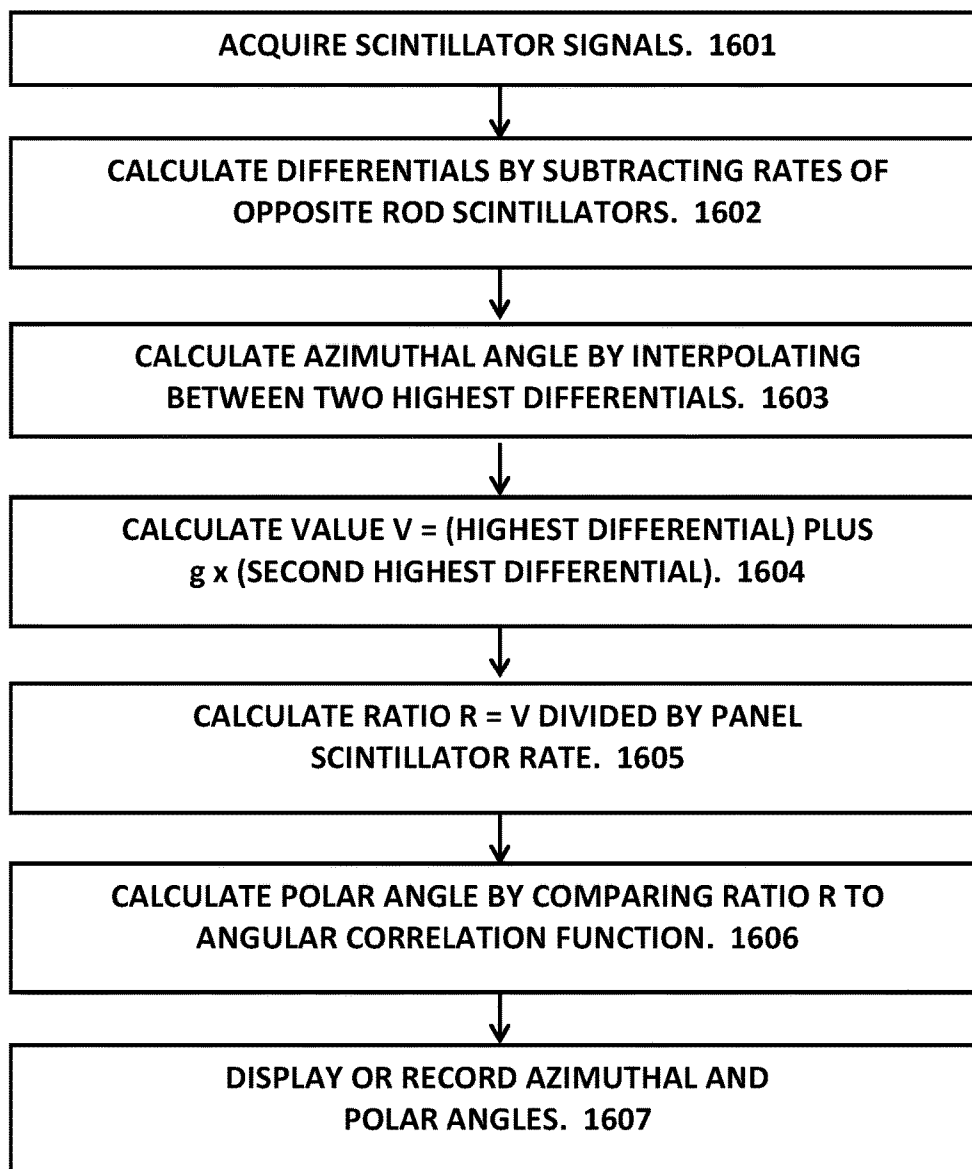 ACQUIRE SCINTILLATOR SIGNALS. 1601
CALCULATE DIFFERENTIALS BY SUBTRACTING RATES OF
OPPOSITE ROD SCINTILLATORS. 1602
CALCULATE AZIMUTHAL ANGLE BY INTERPOLATING
BETWEEN TWO HIGHEST DIFFERENTIALS. 1603
CALCULATE VALUE V = (HIGHEST DIFFERENTIAL) PLUS
g x (SECOND HIGHEST DIFFERENTIAL). 1604
CALCULATE RATIO R = V DIVIDED BY PANEL
SCINTILLATOR RATE. 1605
CALCULATE POLAR ANGLE BY COMPARING RATIO R TO
ANGULAR CORRELATION FUNCTION. 1606
DISPLAY OR RECORD AZIMUTHAL AND
POLAR ANGLES. 1607